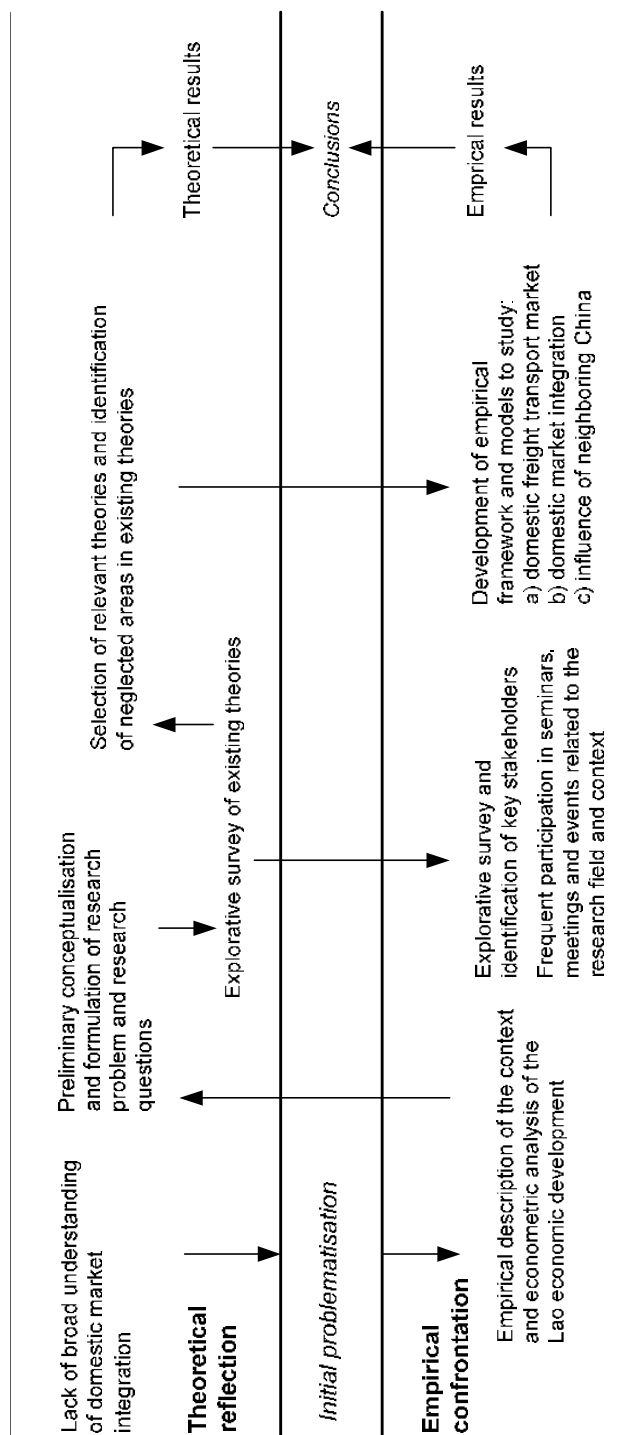 Lack of broad understanding
of domestic market
integration
Preliminary conceptualisation
and formulation of research
problem and research
questions
Selection of relevant theories and identification
of neglected areas in existing theories
Explorative survey of existing theories
Theoretical results
Theoretical
reflection
Initial problematisation
Conclusions
Empirical
confrontation
Emprical results
Empirical description of the context
and econometric analysis of the
Lao economic development
Explorative survey and
identification of key stakeholders
Frequent participation in seminars,
meetings and events related to the
research field and context
Development of empirical
framework and models to study:
a) domestic freight transport market
b) domestic market integration
c) influence of neighboring China